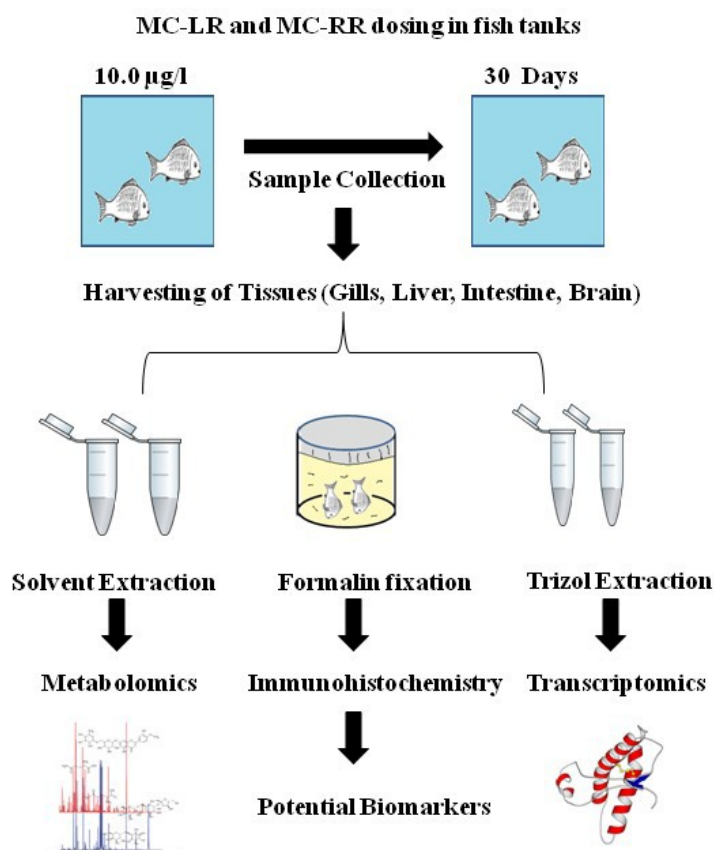 MC-LR and MC-RR dosing in fish tanks
10.0 µg/l
30 Days
Sample Collection
Harvesting of Tissues (Gills, Liver, Intestine, Brain)
Solvent Extraction
Formalin fixation
Trizol Extraction
Metabolomics
Immunohistochemistry
Transcriptomics
Potential Biomarkers